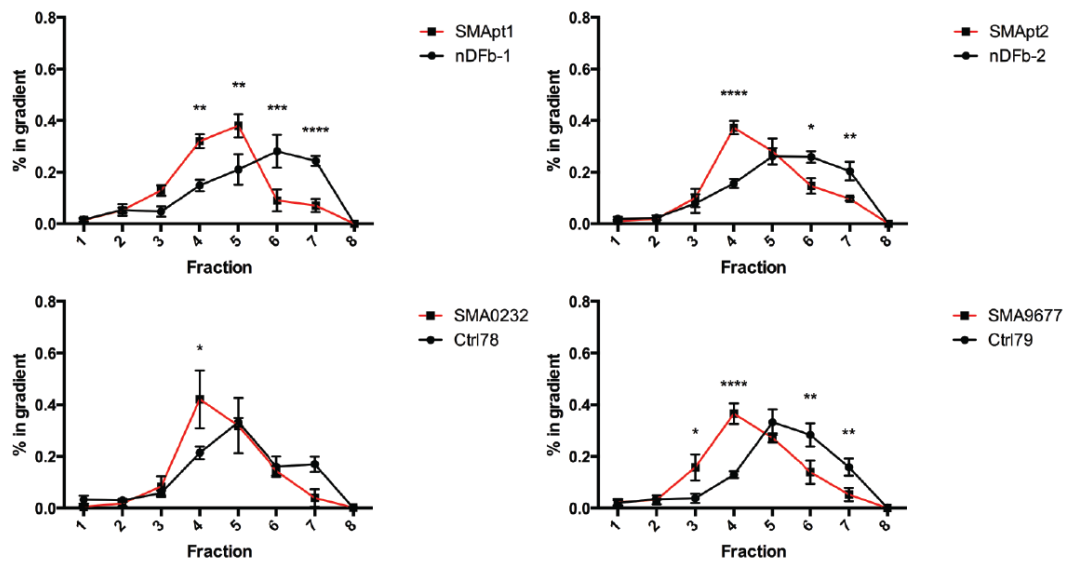 SMApt1
nDFb-1
% in gradient
0.8
0.6
0.4
0.2
0.0
** ** *** ****
1 2 3 4 5 6 7 8
Fraction
SMApt2
nDFb-2
% in gradient
0.8
0.6
0.4
0.2
0.0
**** * **
1 2 3 4 5 6 7 8
Fraction
SMA0232
Ctrl78
% in gradient
0.8
0.6
0.4
0.2
0.0
*
1 2 3 4 5 6 7 8
Fraction
SMA9677
Ctrl79
% in gradient
0.8
0.6
0.4
0.2
0.0
* **** ** **
1 2 3 4 5 6 7 8
Fraction